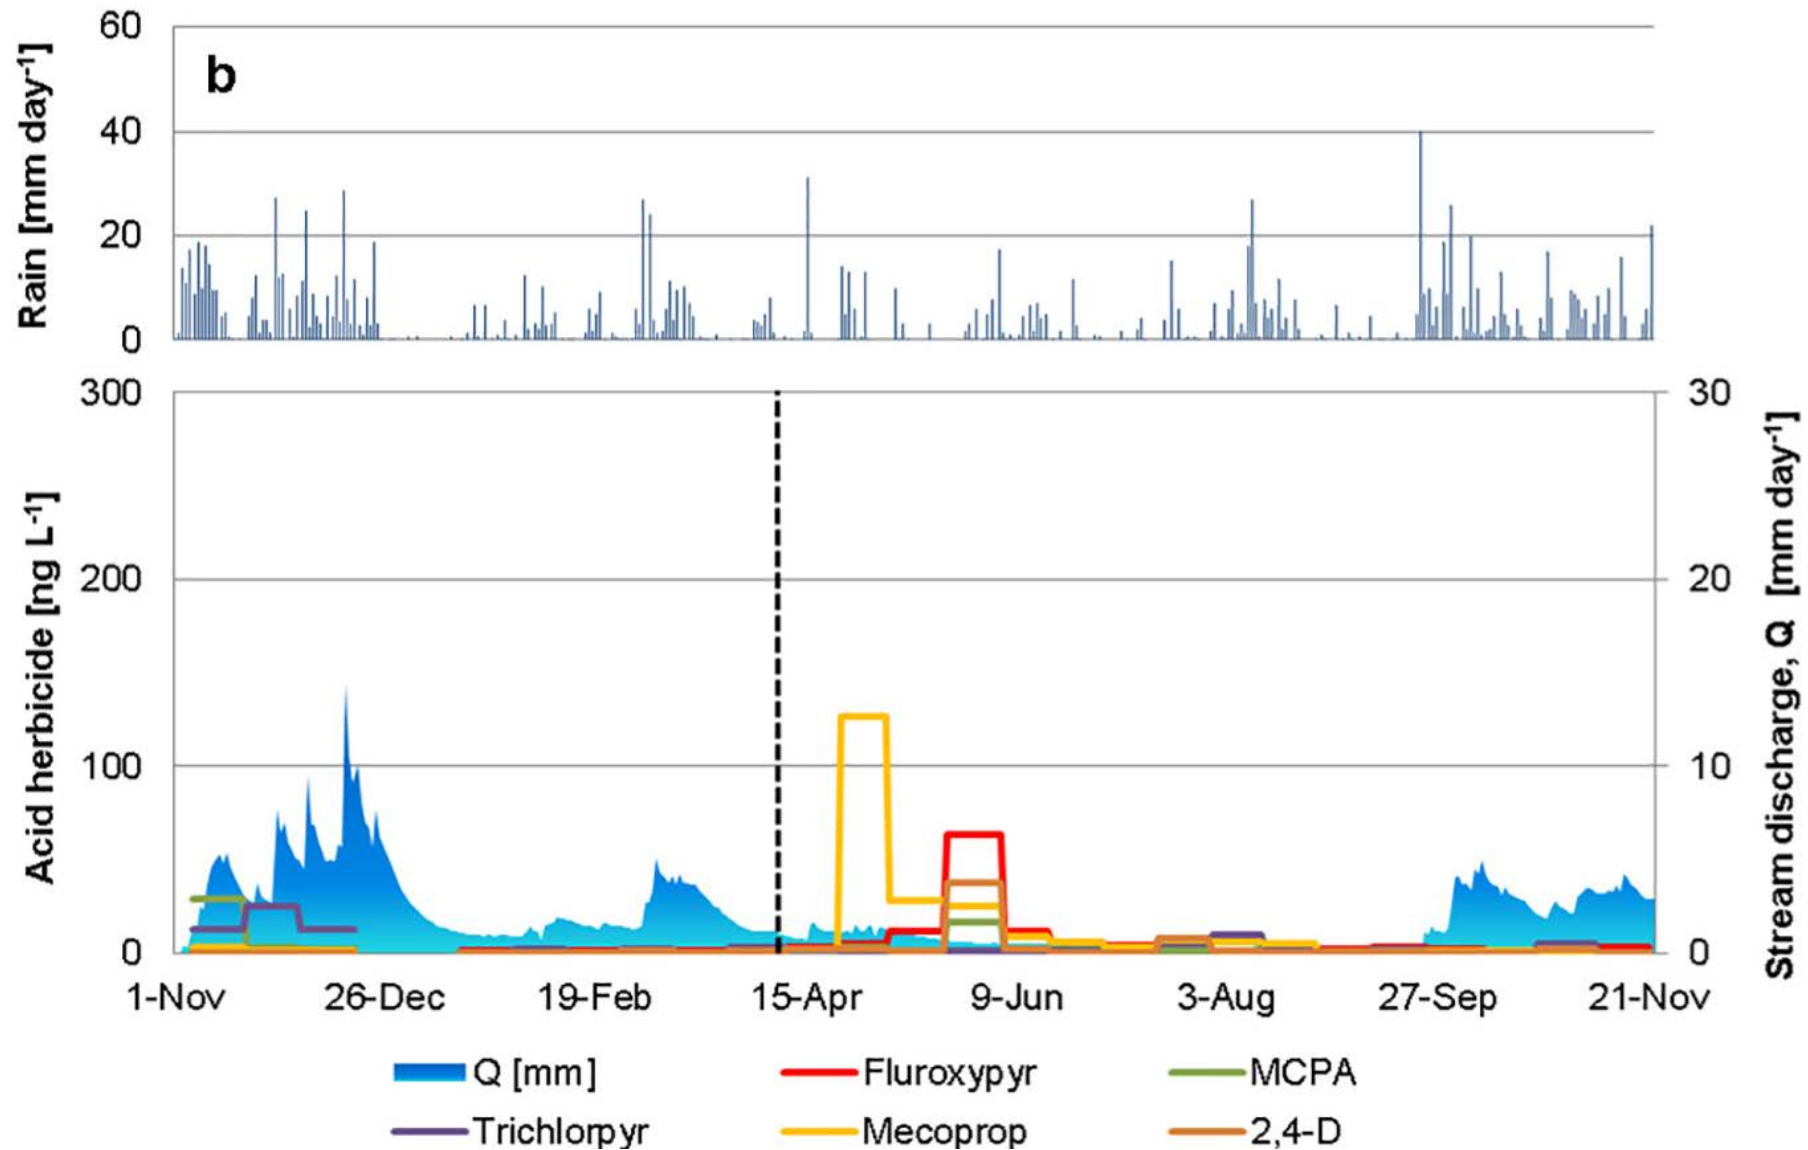 60
40
20
0
Rain [mm day⁻¹]
b
300
200
100
0
Acid herbicide [ng L⁻¹]
30
20
10
0
Stream discharge, Q [mm day⁻¹]
1-Nov 26-Dec 19-Feb 15-Apr 9-Jun 3-Aug 27-Sep 21-Nov
Q [mm] Fluroxypyr MCPA
Trichlorpyr Mecoprop 2,4-D